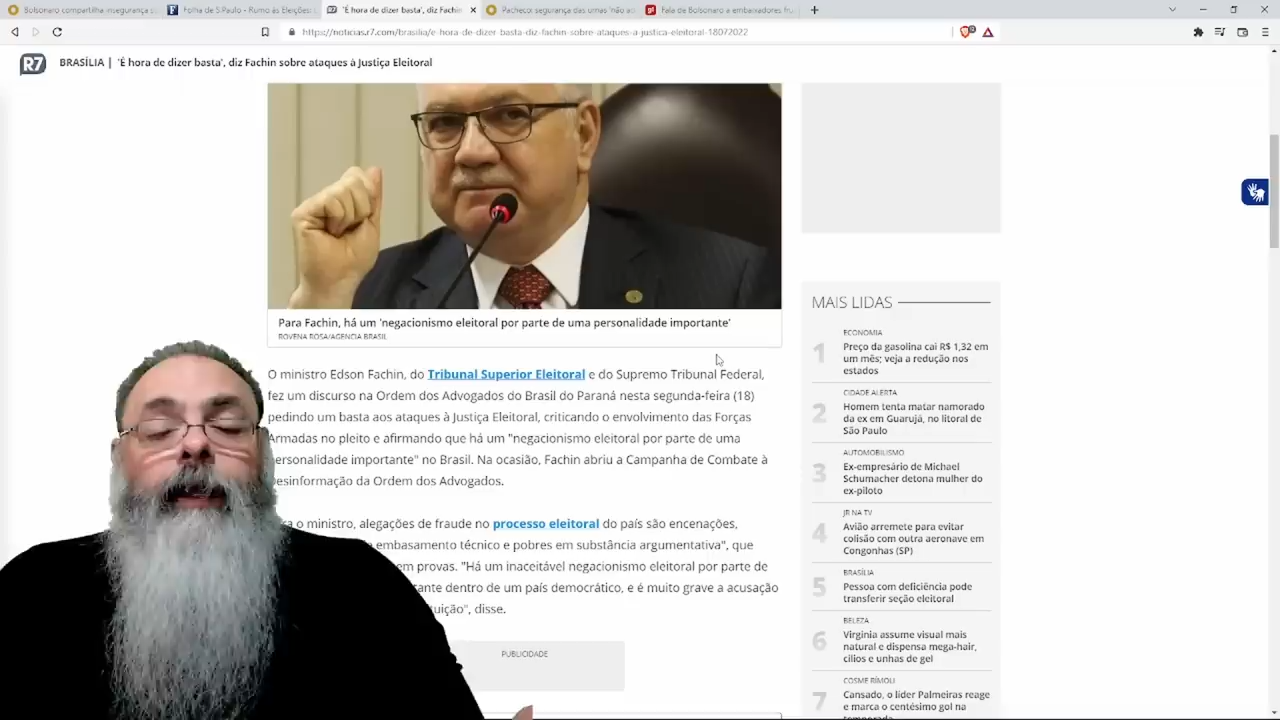 Bolsonaro compartilha insegurança s
Folha de S.Paulo - Rumo às Eleições
'É hora de dizer basta', diz Fachin
Pacheco: segurança das urnas 'não
Fala de Bolsonaro a embaixadores fr
https://noticias.r7.com/brasilia/e-hora-de-dizer-basta-diz-fachin-sobre-ataques-a-justica-eleitoral-18072022
R7 BRASÍLIA | 'É hora de dizer basta', diz Fachin sobre ataques à Justiça Eleitoral
Para Fachin, há um 'negacionismo eleitoral por parte de uma personalidade importante'
ROVENA ROSA/AGENCIA BRASIL
O ministro Edson Fachin, do Tribunal Superior Eleitoral e do Supremo Tribunal Federal,
fez um discurso na Ordem dos Advogados do Brasil do Paraná nesta segunda-feira (18)
pedindo um basta aos ataques à Justiça Eleitoral, criticando o envolvimento das Forças
Armadas no pleito e afirmando que há um "negacionismo eleitoral por parte de uma
personalidade importante" no Brasil. Na ocasião, Fachin abriu a Campanha de Combate à
Desinformação da Ordem dos Advogados.
o ministro, alegações de fraude no processo eleitoral do país são encenações,
embasamento técnico e pobres em substância argumentativa", que
em provas. "Há um inaceitável negacionismo eleitoral por parte de
dentro de um país democrático, e é muito grave a acusação
disse.
PUBLICIDADE
MAIS LIDAS
1
ECONOMIA
Preço da gasolina cai R$ 1,32 em
um mês; veja a redução nos
estados
2
CIDADE ALERTA
Homem tenta matar namorado
da ex em Guarujá, no litoral de
São Paulo
3
AUTOMOBILISMO
Ex-empresário de Michael
Schumacher detona mulher do
ex-piloto
4
JR NA TV
Avião arremete para evitar
colisão com outra aeronave em
Congonhas (SP)
5
BRASÍLIA
Pessoa com deficiência pode
transferir seção eleitoral
6
BELEZA
Virginia assume visual mais
natural e dispensa mega-hair,
cílios e unhas de gel
7
COSME RÍMOLI
Cansado, o líder Palmeiras reage
e marca o centésimo gol na
temporada